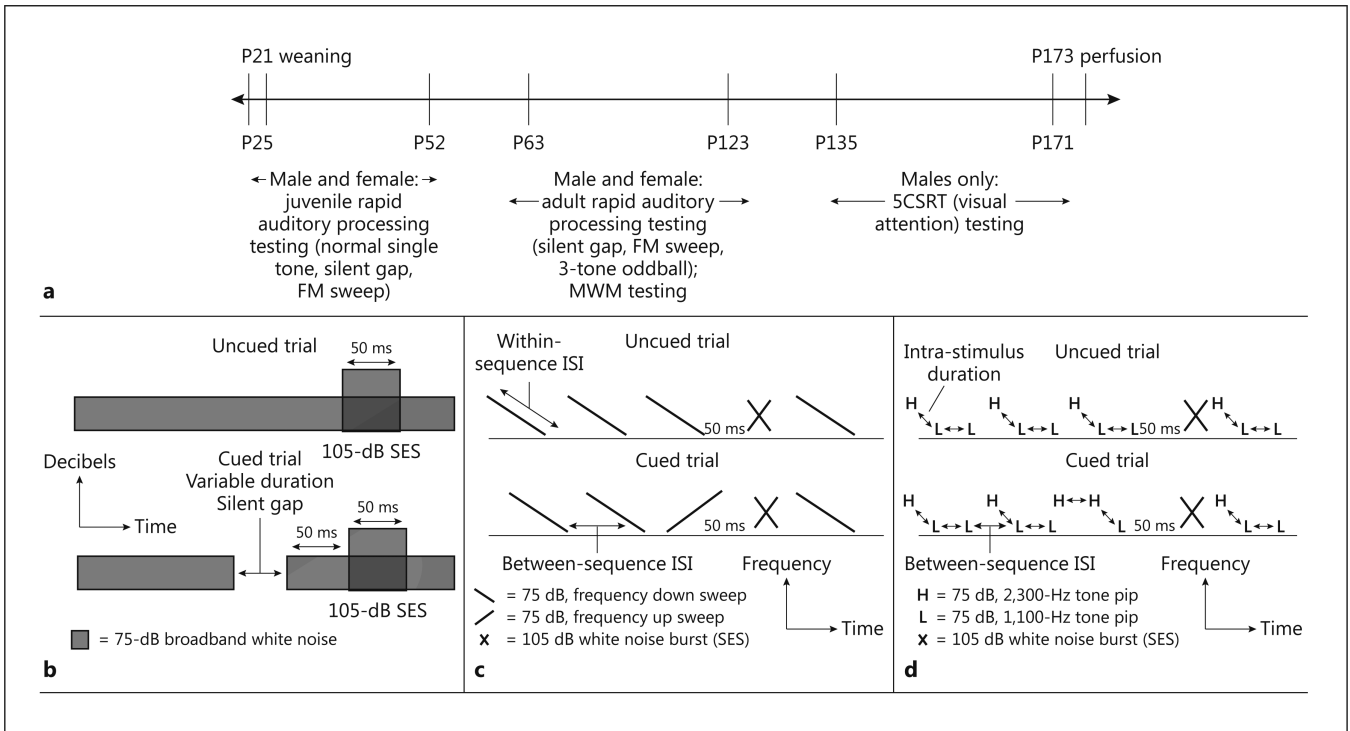 P21 weaning
P173 perfusion
P25
P52
P63
P123
P135
P171
Male and female:
juvenile rapid
auditory processing
testing (normal single
tone, silent gap,
FM sweep)
Male and female:
adult rapid auditory
processing testing
(silent gap, FM sweep,
3-tone oddball);
MWM testing
Males only:
5CSRT (visual
attention) testing
a
Uncued trial
50 ms
105-dB SES
Decibels
Time
Cued trial
Variable duration
Silent gap
50 ms
50 ms
105-dB SES
= 75-dB broadband white noise
b
Within-
sequence ISI
Uncued trial
50 ms
Cued trial
50 ms
Between-sequence ISI
Frequency
Time
= 75 dB, frequency down sweep
= 75 dB, frequency up sweep
x = 105 dB white noise burst (SES)
c
Intra-stimulus
duration
Uncued trial
H H H H
L L L L L L 50 ms L L
Cued trial
H H H H H
L L L L L 50 ms L L
Between-sequence ISI
Frequency
Time
H = 75 dB, 2,300-Hz tone pip
L = 75 dB, 1,100-Hz tone pip
x = 105 dB white noise burst (SES)
d